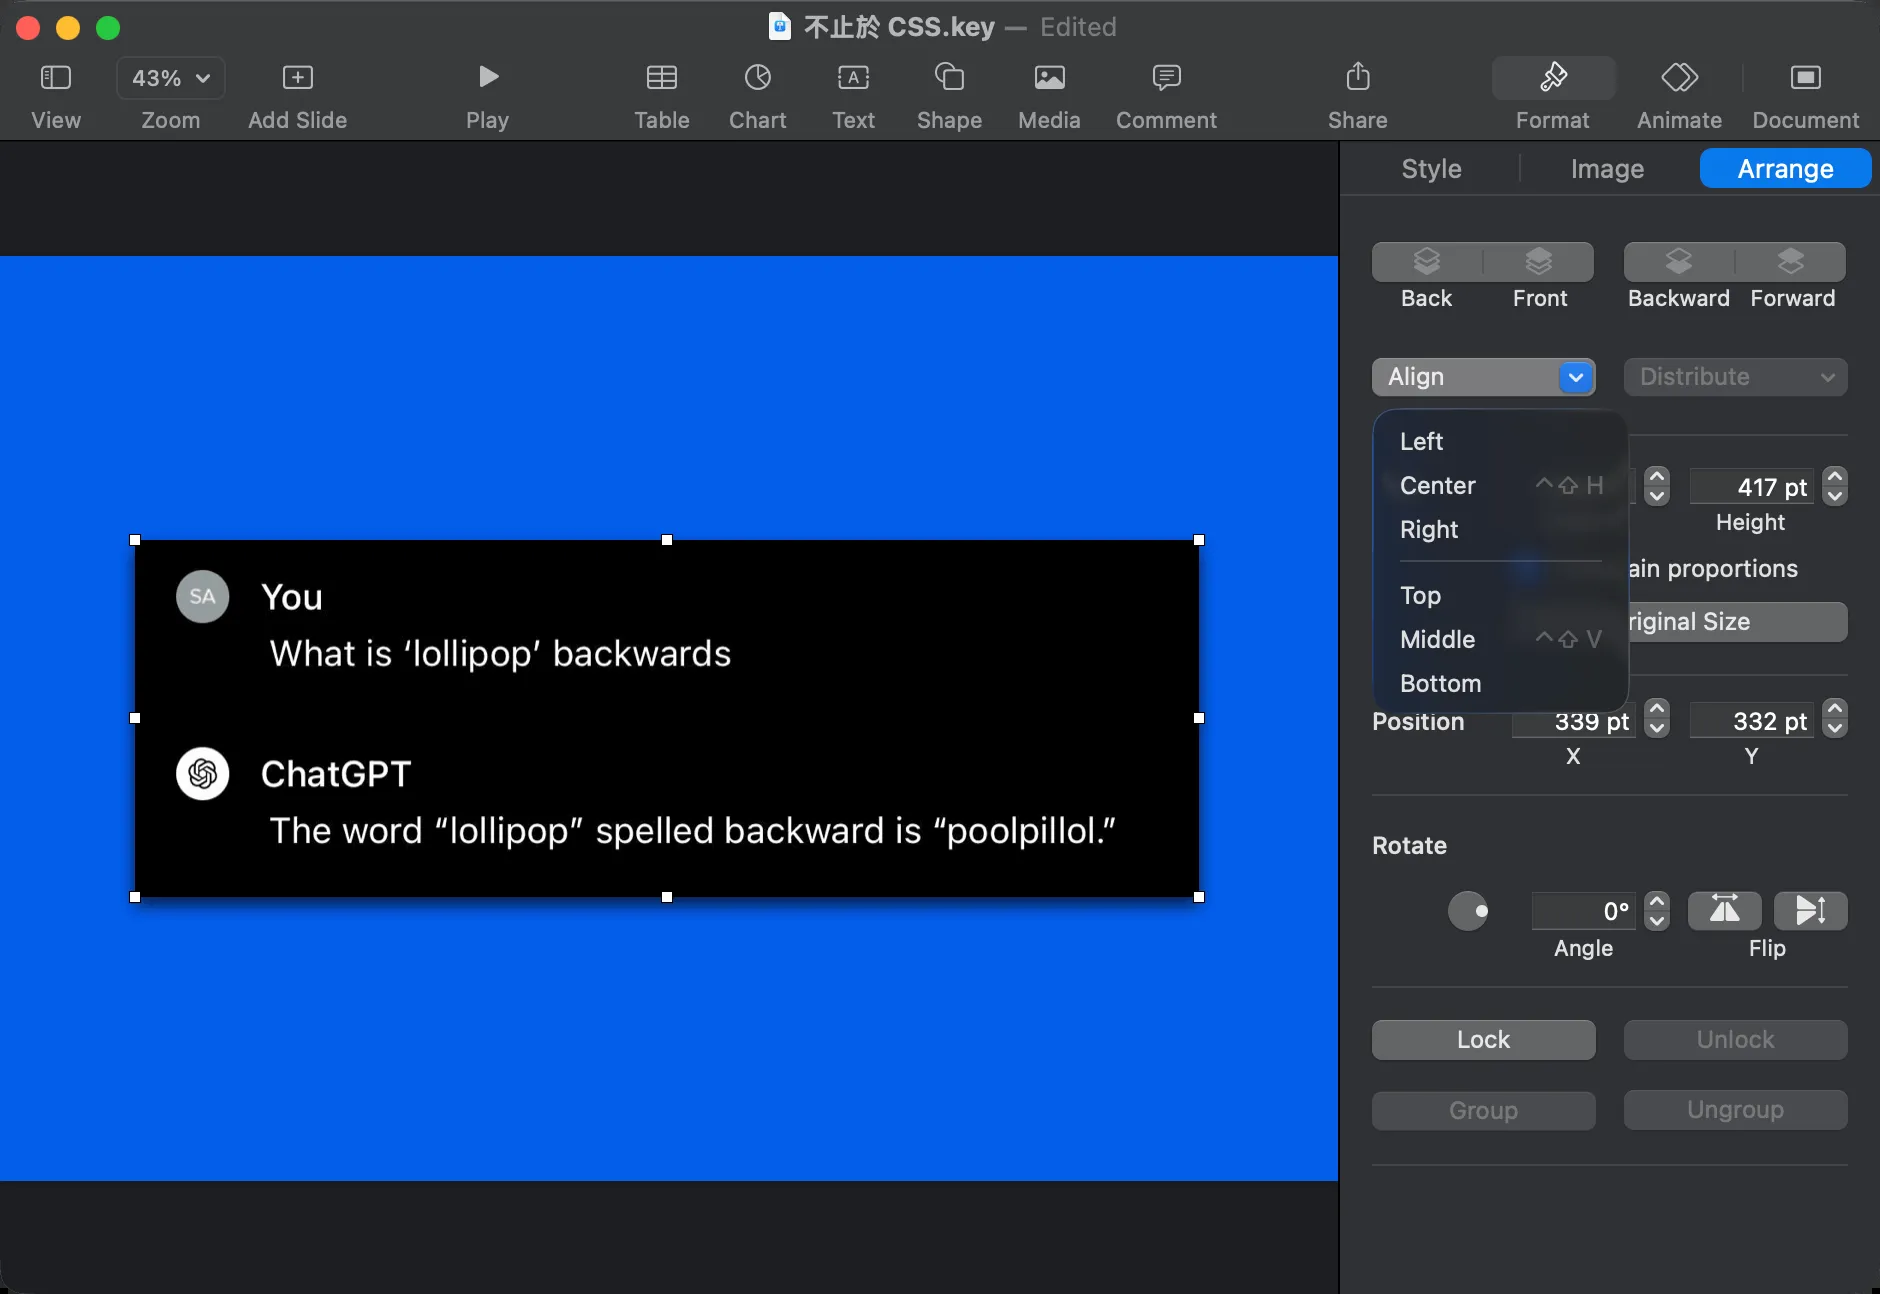 不止於 CSS.key — Edited
View
43%
Zoom
Add Slide
Play
Table
Chart
Text
Shape
Media
Comment
Share
Format
Animate
Document
Style
Image
Arrange
Back
Front
Backward
Forward
Align
Distribute
Left
Center ^⇧ H
Right
Top
Middle ^⇧ V
Bottom
417 pt
Height
ain proportions
riginal Size
Position
339 pt
332 pt
X
Y
Rotate
0°
Angle
Flip
Lock
Unlock
Group
Ungroup
SA
You
What is ‘lollipop’ backwards
ChatGPT
The word “lollipop” spelled backward is “poolpillol.”